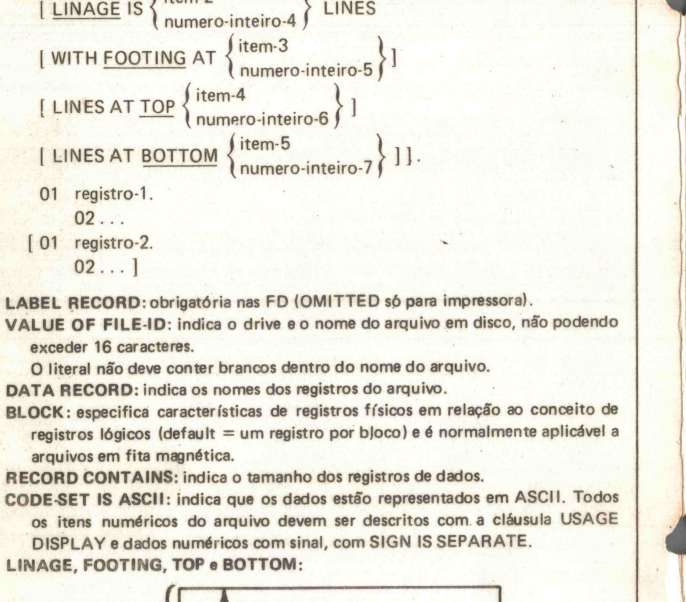 [ LINAGE IS { item-2 numero-inteiro-4 } LINES
[ WITH FOOTING AT { item-3 numero-inteiro-5 } ]
[ LINES AT TOP { item-4 numero-inteiro-6 } ]
[ LINES AT BOTTOM { item-5 numero-inteiro-7 } ] ].
01 registro-1.
02 . . .
[ 01 registro-2.
02 . . . ]
LABEL RECORD: obrigatória nas FD (OMITTED só para impressora).
VALUE OF FILE-ID: indica o drive e o nome do arquivo em disco, não podendo
exceder 16 caracteres.
O literal não deve conter brancos dentro do nome do arquivo.
DATA RECORD: indica os nomes dos registros do arquivo.
BLOCK: especifica características de registros físicos em relação ao conceito de
registros lógicos (default = um registro por bloco) e é normalmente aplicável a
arquivos em fita magnética.
RECORD CONTAINS: indica o tamanho dos registros de dados.
CODE-SET IS ASCII: indica que os dados estão representados em ASCII. Todos
os itens numéricos do arquivo devem ser descritos com a cláusula USAGE
DISPLAY e dados numéricos com sinal, com SIGN IS SEPARATE.
LINAGE, FOOTING, TOP e BOTTOM: